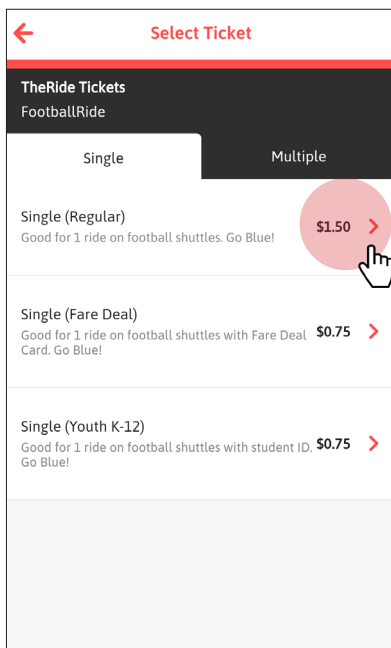 Select Ticket
TheRide Tickets
FootballRide
Single
Multiple
Single (Regular)
Good for 1 ride on football shuttles. Go Blue!
$1.50
Single (Fare Deal)
Good for 1 ride on football shuttles with Fare Deal
Card. Go Blue!
$0.75
Single (Youth K-12)
Good for 1 ride on football shuttles with student ID.
Go Blue!
$0.75